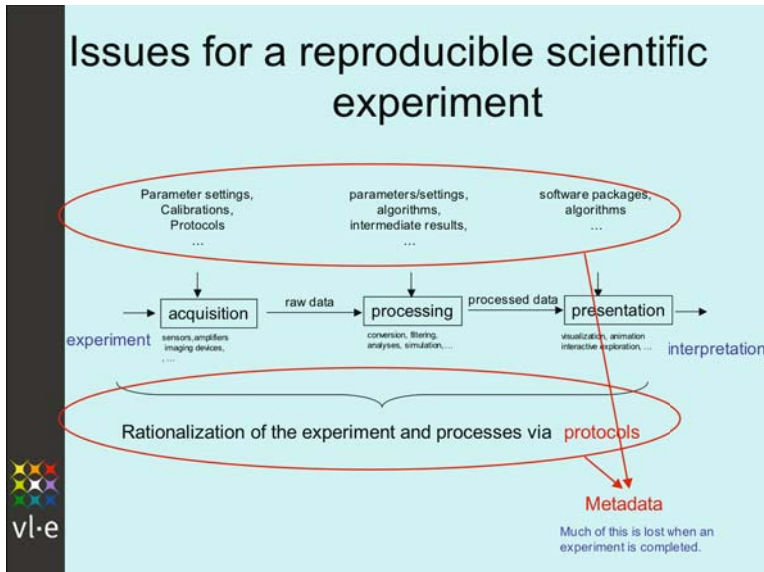 Issues for a reproducible scientific
experiment
Parameter settings,
Calibrations,
Protocols
…
parameters/settings,
algorithms,
intermediate results,
…
software packages,
algorithms
…
experiment
acquisition
sensors,amplifiers
imaging devices,
, …
raw data
processing
conversion, filtering,
analyses, simulation, …
processed data
presentation
visualization, animation
interactive exploration, …
interpretation
Rationalization of the experiment and processes via protocols
Metadata
Much of this is lost when an
experiment is completed.
vl·e